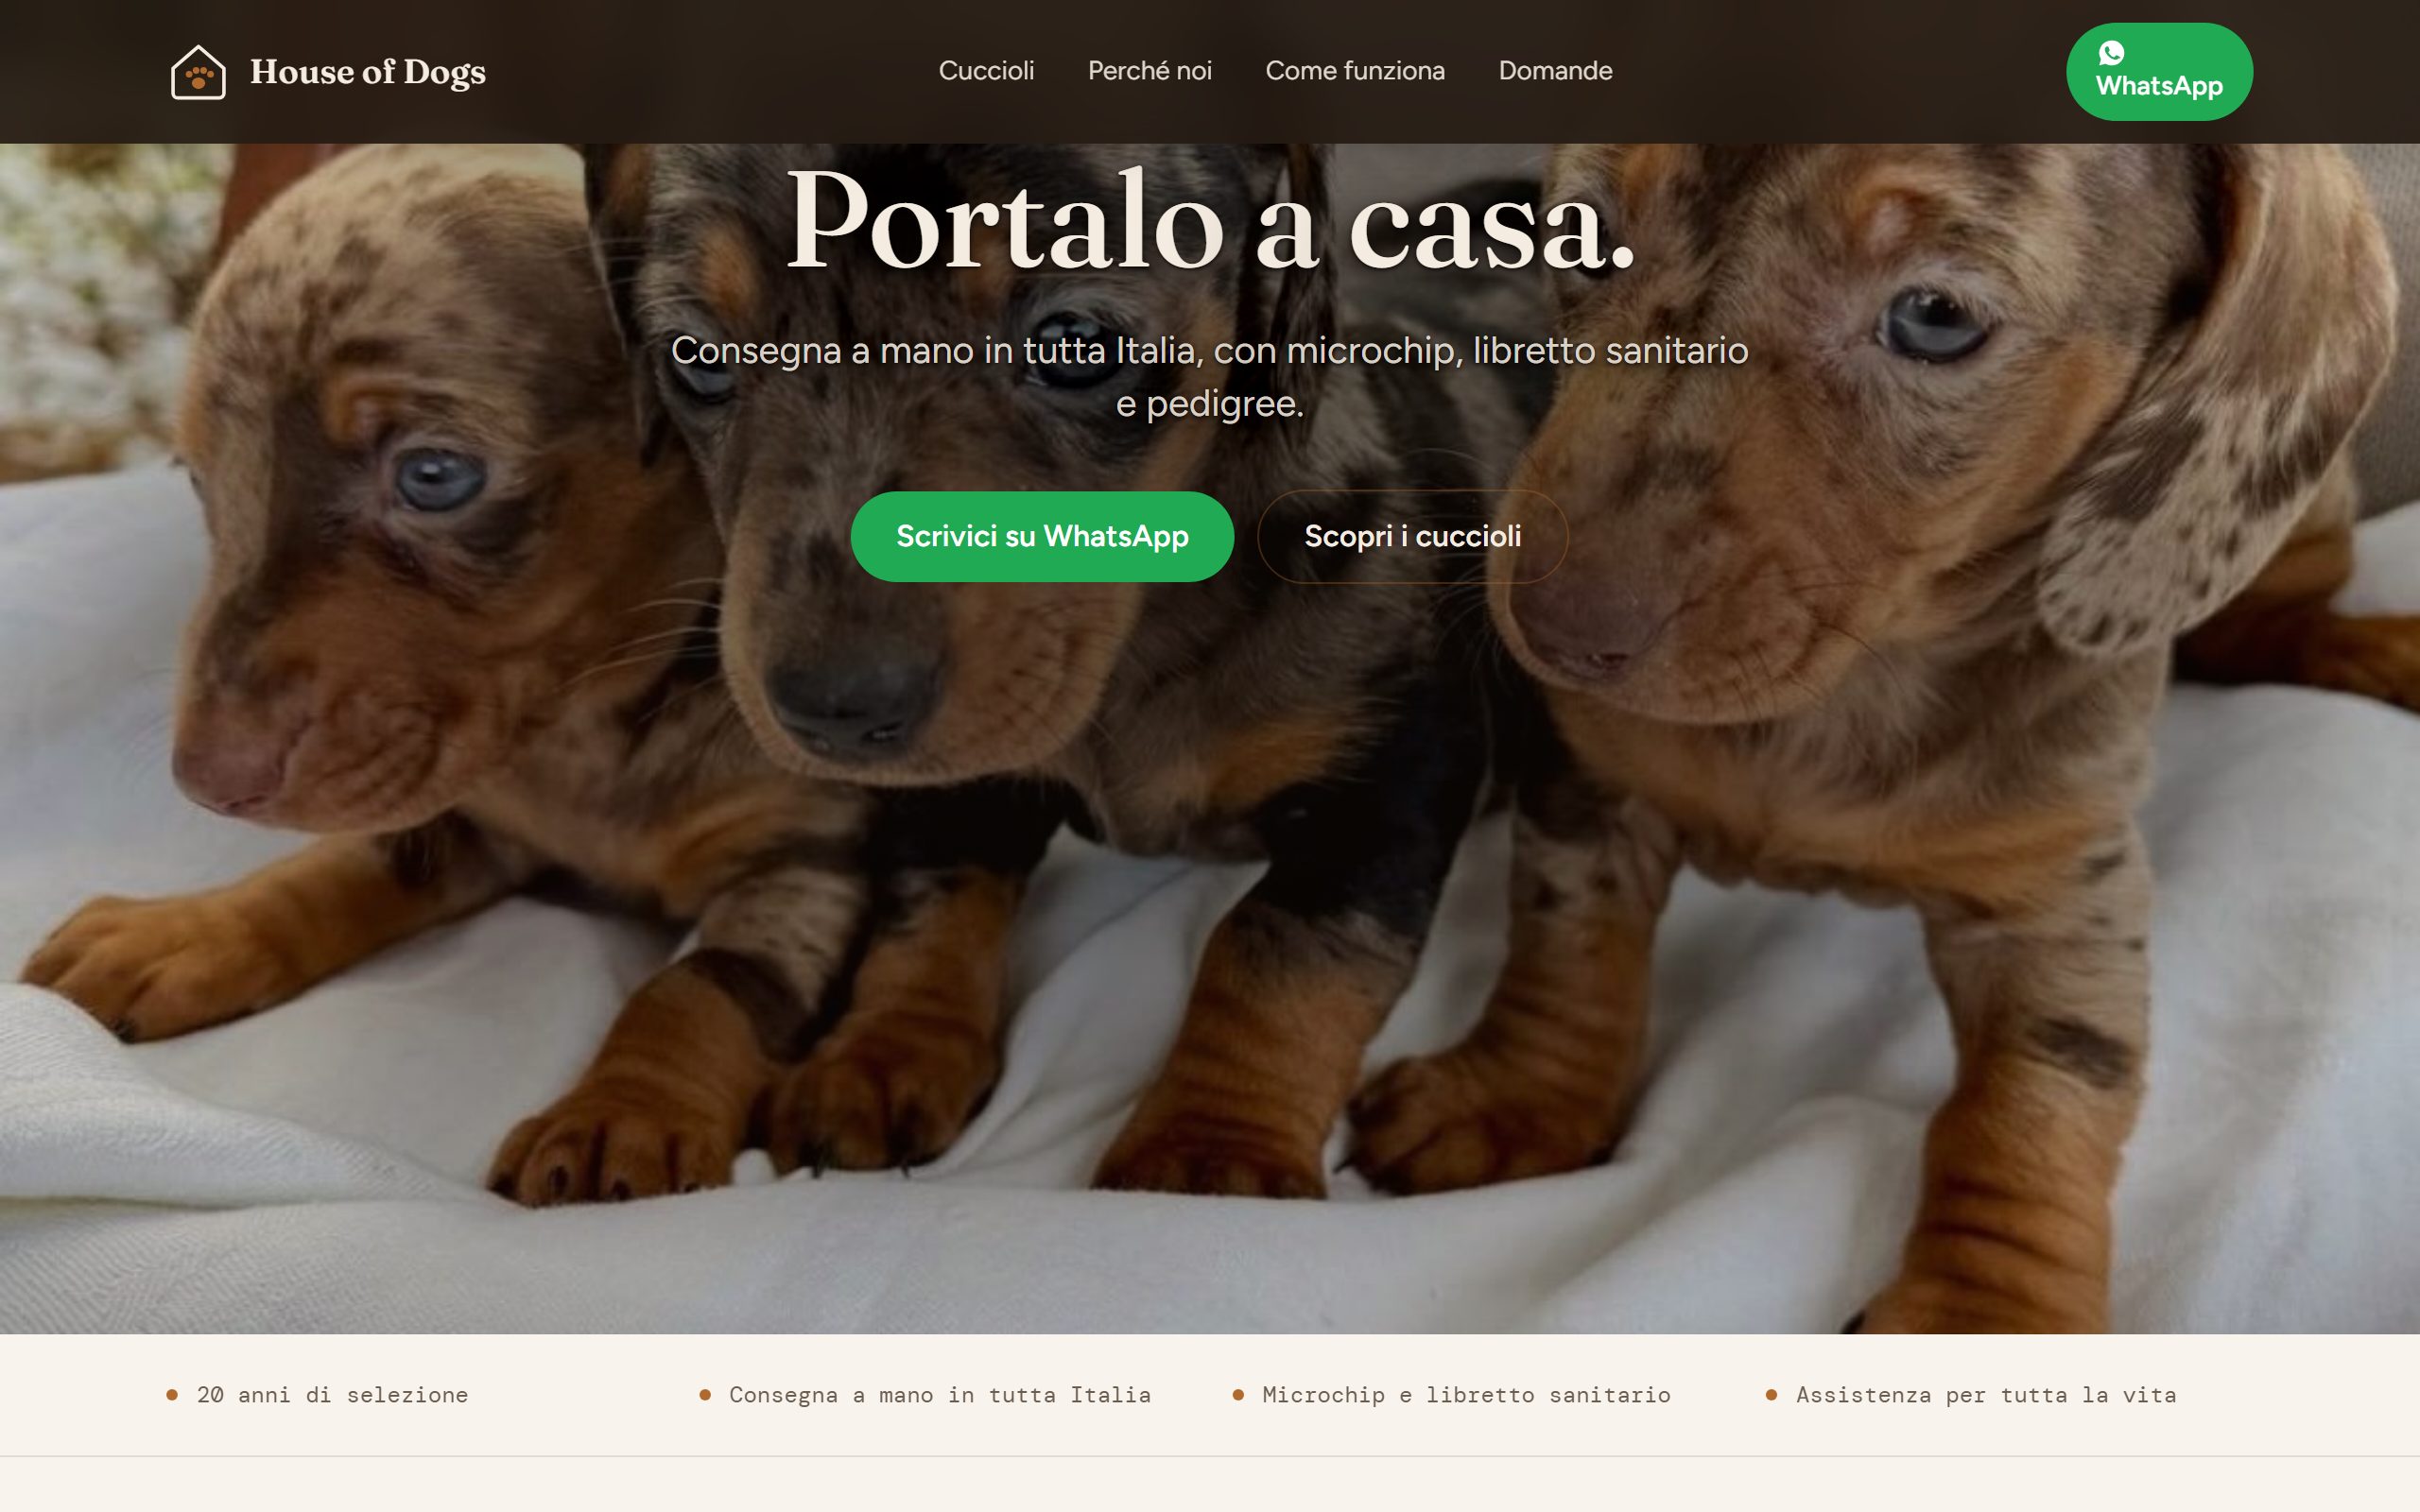 House of Dogs
Cuccioli
Perché noi
Come funziona
Domande
WhatsApp
Portalo a casa.
Consegna a mano in tutta Italia, con microchip, libretto sanitario
e pedigree.
Scrivici su WhatsApp
Scopri i cuccioli
20 anni di selezione
Consegna a mano in tutta Italia
Microchip e libretto sanitario
Assistenza per tutta la vita